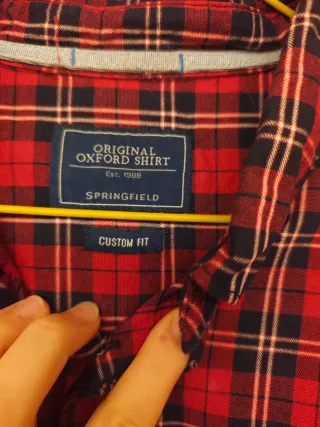 ORIGINAL
OXFORD SHIRT
Est. 1988
SPRINGFIELD
CUSTOM FIT